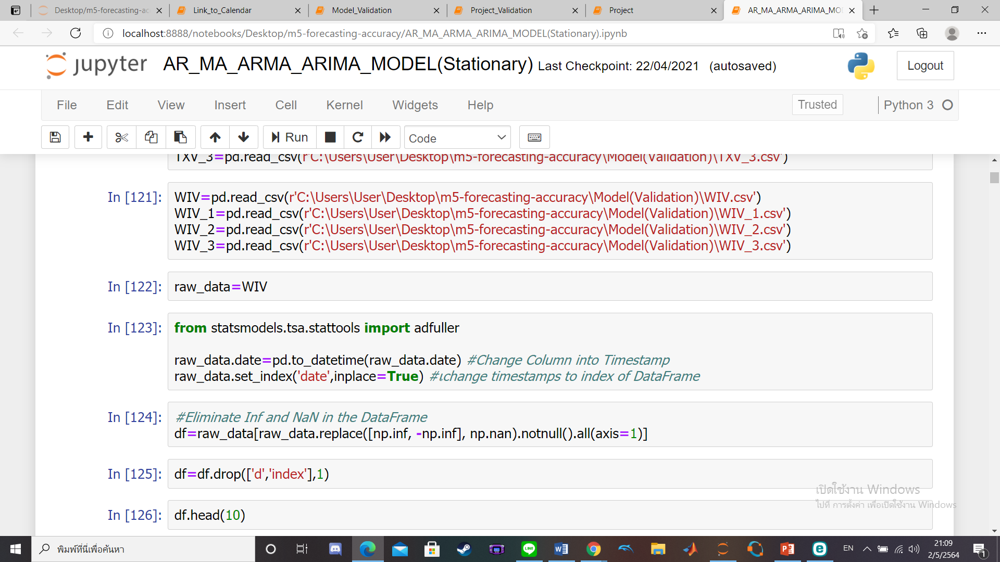 Desktop/m5-forecasting-ac
Link_to_Calendar
Model_Validation
Project_Validation
Project
AR_MA_ARMA_ARIMA_MO
localhost:8888/notebooks/Desktop/m5-forecasting-accuracy/AR_MA_ARMA_ARIMA_MODEL(Stationary).ipynb
jupyter AR_MA_ARMA_ARIMA_MODEL(Stationary) Last Checkpoint: 22/04/2021 (autosaved)
Logout
File Edit View Insert Cell Kernel Widgets Help
Trusted
Python 3
Run
Code
TXV_3=pd.read_csv(r'C:\Users\User\Desktop\m5-forecasting-accuracy\Model(Validation)\TXV_3.csv')
In [121]:
WIV=pd.read_csv(r'C:\Users\User\Desktop\m5-forecasting-accuracy\Model(Validation)\WIV.csv')
WIV_1=pd.read_csv(r'C:\Users\User\Desktop\m5-forecasting-accuracy\Model(Validation)\WIV_1.csv')
WIV_2=pd.read_csv(r'C:\Users\User\Desktop\m5-forecasting-accuracy\Model(Validation)\WIV_2.csv')
WIV_3=pd.read_csv(r'C:\Users\User\Desktop\m5-forecasting-accuracy\Model(Validation)\WIV_3.csv')
In [122]:
raw_data=WIV
In [123]:
from statsmodels.tsa.stattools import adfuller
raw_data.date=pd.to_datetime(raw_data.date) #Change Column into Timestamp
raw_data.set_index('date',inplace=True) #เchange timestamps to index of DataFrame
In [124]:
#Eliminate Inf and NaN in the DataFrame
df=raw_data[raw_data.replace([np.inf, -np.inf], np.nan).notnull().all(axis=1)]
In [125]:
df=df.drop(['d','index'],1)
In [126]:
df.head(10)
เปิดใช้งาน Windows
ไปที่ การตั้งค่า เพื่อเปิดใช้งาน Windows
พิมพ์ที่นี่เพื่อค้นหา
LINE
EN
21:09
2/5/2564
1